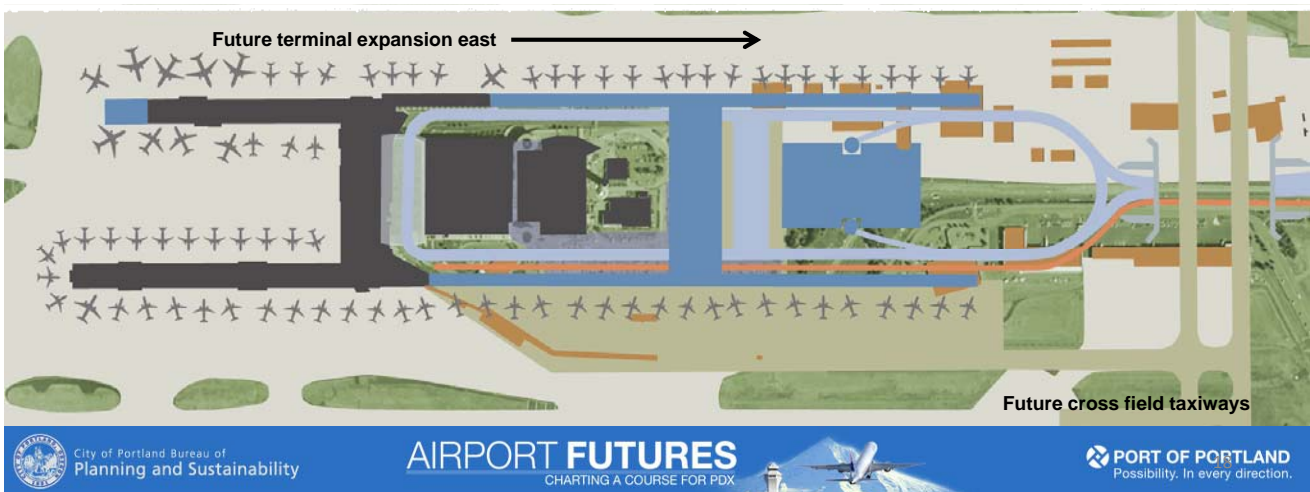 Future terminal expansion east
Future cross field taxiways
City of Portland Bureau of
Planning and Sustainability
AIRPORT FUTURES
CHARTING A COURSE FOR PDX
PORT OF PORTLAND
Possibility. In every direction.